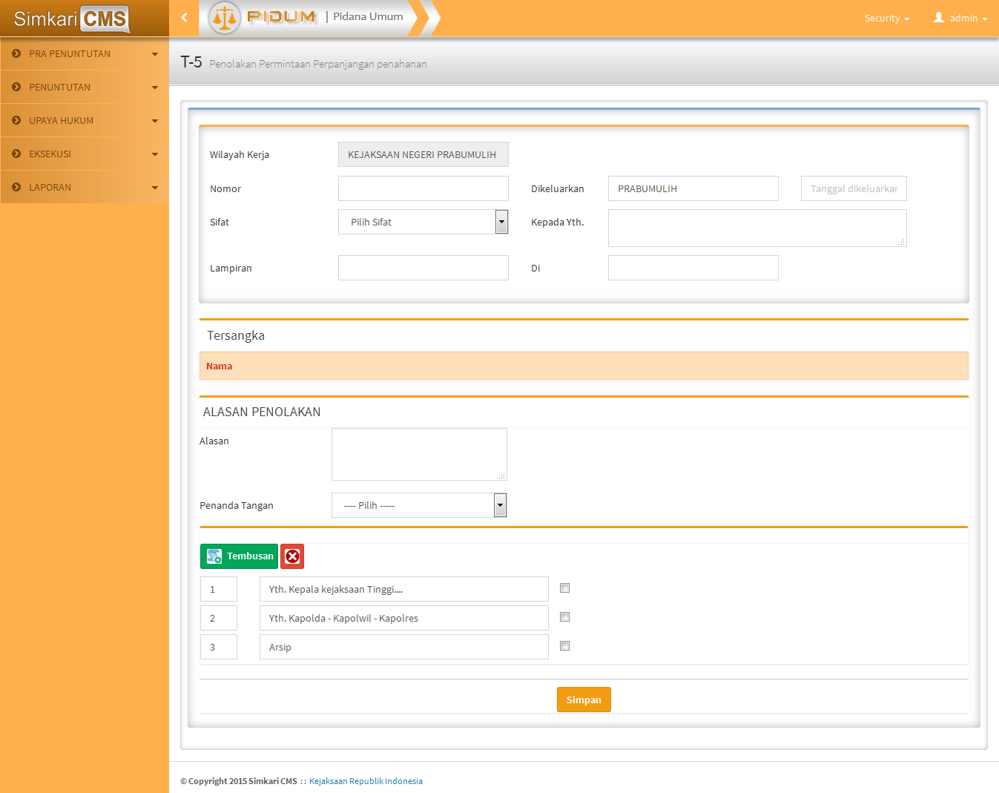 Simkari CMS
PIDUM | Pidana Umum
Security
admin
PRA PENUNTUTAN
PENUNTUTAN
UPAYA HUKUM
EKSEKUSI
LAPORAN
T-5 Penolakan Permintaan Perpanjangan penahanan
Wilayah Kerja KEJAKSAAN NEGERI PRABUMULIH
Nomor Dikeluarkan PRABUMULIH Tanggal dikeluarkan
Sifat Pilih Sifat Kepada Yth.
Lampiran Di
Tersangka
Nama
ALASAN PENOLAKAN
Alasan
Penanda Tangan ---- Pilih -----
Tembusan
1 Yth. Kepala kejaksaan Tinggi....
2 Yth. Kapolda - Kapolwil - Kapolres
3 Arsip
Simpan
© Copyright 2015 Simkari CMS :: Kejaksaan Republik Indonesia